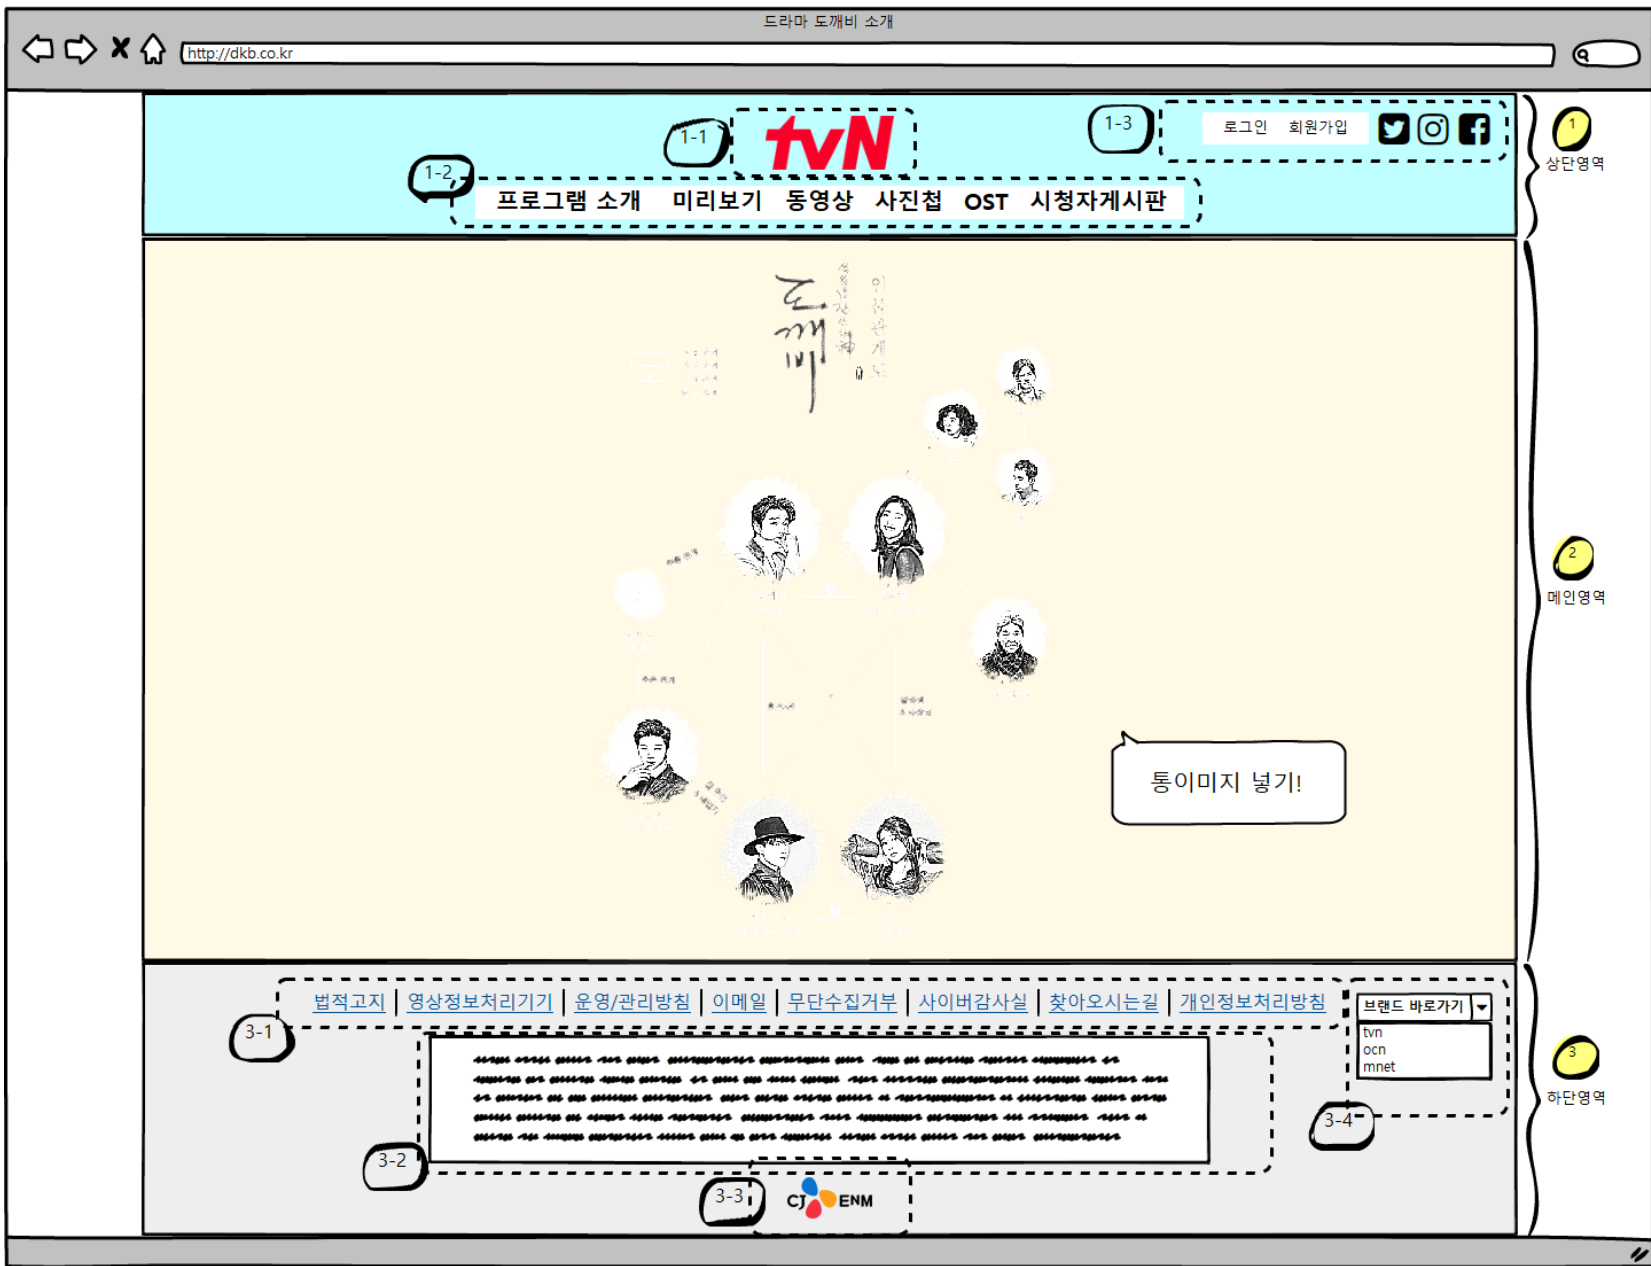 드라마 도깨비 소개
http://dkb.co.kr
1-1
tvN
1-3
로그인 회원가입
1
상단영역
1-2
프로그램 소개 미리보기 동영상 사진첩 OST 시청자게시판
도깨비
2
메인영역
통이미지 넣기!
법적고지 | 영상정보처리기기 | 운영/관리방침 | 이메일 | 무단수집거부 | 사이버감사실 | 찾아오시는길 | 개인정보처리방침
브랜드 바로가기
tvn
ocn
mnet
3-1
3
하단영역
3-4
3-2
3-3
CJ ENM